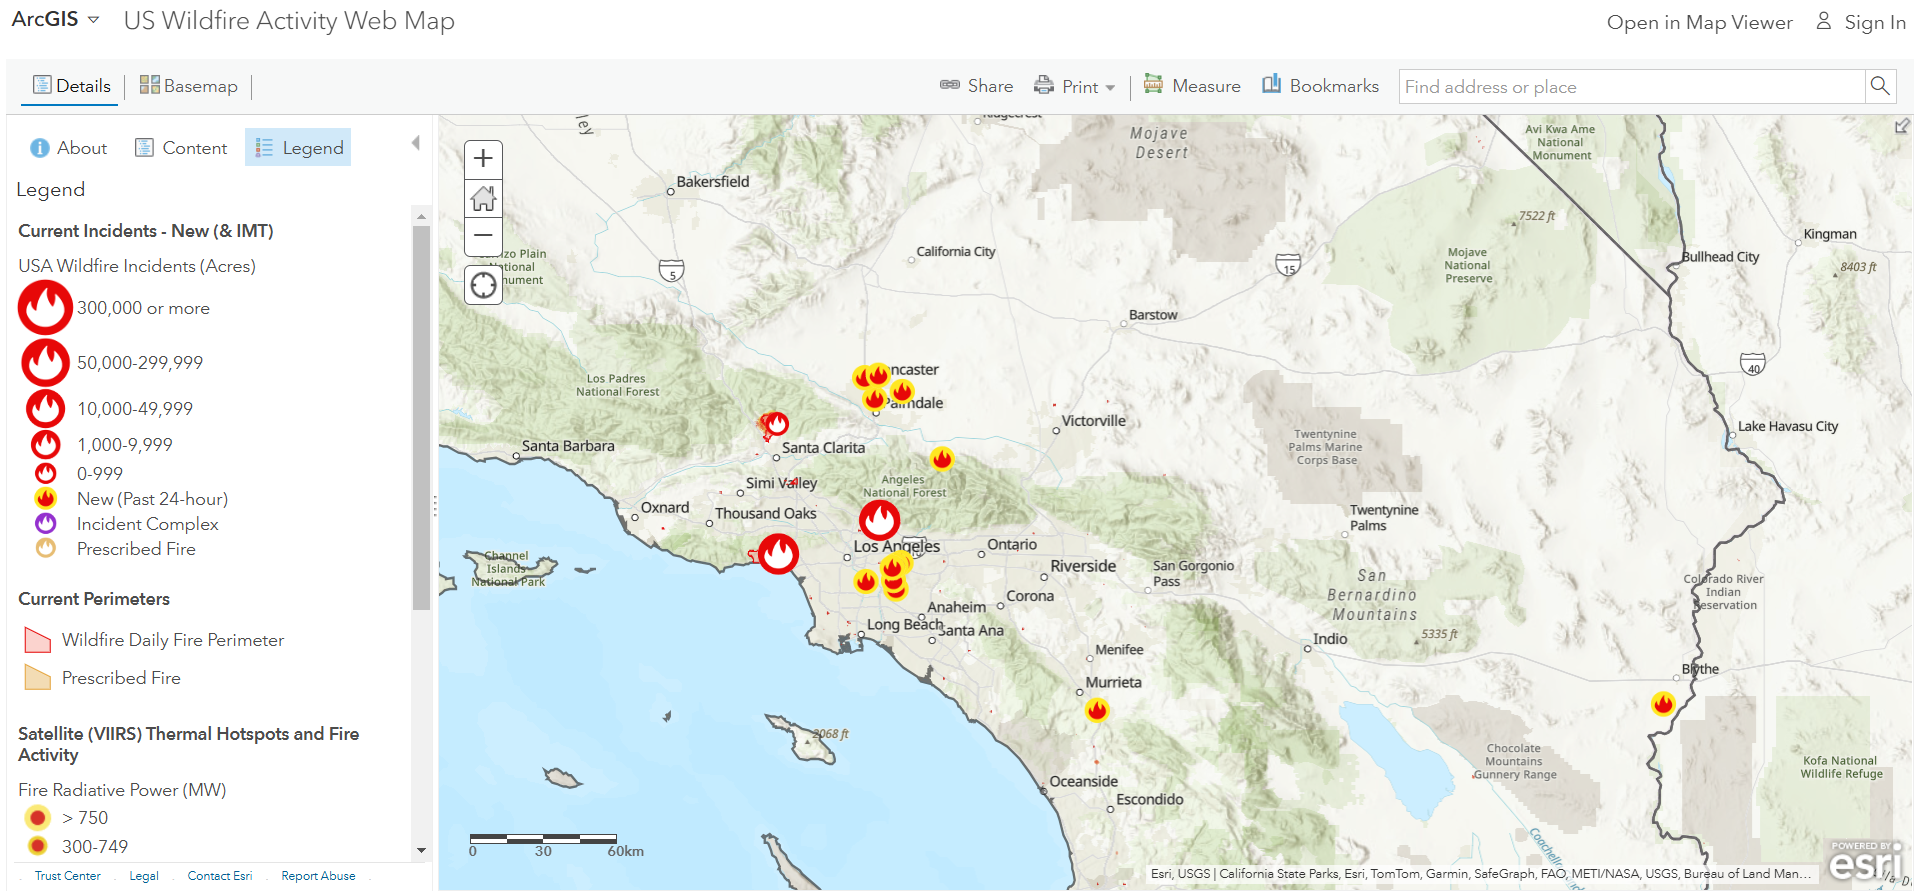 ArcGIS
US Wildfire Activity Web Map
Open in Map Viewer
Sign In
Details
Basemap
Share
Print
Measure
Bookmarks
Find address or place
About
Content
Legend
Legend
Current Incidents - New (& IMT)
USA Wildfire Incidents (Acres)
300,000 or more
50,000-299,999
10,000-49,999
1,000-9,999
0-999
New (Past 24-hour)
Incident Complex
Prescribed Fire
Current Perimeters
Wildfire Daily Fire Perimeter
Prescribed Fire
Satellite (VIIRS) Thermal Hotspots and Fire
Activity
Fire Radiative Power (MW)
> 750
300-749
Trust Center
Legal
Contact Esri
Report Abuse
Mojave
Desert
Avi Kwa Ame
National
Monument
Bakersfield
7522 ft
Kingman
California City
Bullhead City
8403 ft
5
15
Mojave
National
Preserve
Barstow
40
Los Padres
National Forest
Palmdale
Victorville
Lake Havasu City
Santa Barbara
Santa Clarita
Twentynine
Palms Marine
Corps Base
Simi Valley
Angeles
National Forest
Oxnard
Thousand Oaks
Twentynine
Palms
Los Angeles
Ontario
Channel
Islands
National Park
Riverside
San Gorgonio
Pass
San
Bernardino
Mountains
Colorado River
Indian
Reservation
Corona
Anaheim
Long Beach
Santa Ana
Indio
5335 ft
Menifee
Murrieta
Blythe
2068 ft
Chocolate
Mountains
Gunnery Range
Kofa National
Wildlife Refuge
Oceanside
Escondido
0 30 60km
Esri, USGS | California State Parks, Esri, TomTom, Garmin, SafeGraph, FAO, METI/NASA, USGS, Bureau of Land Man...
POWERED BY
esri